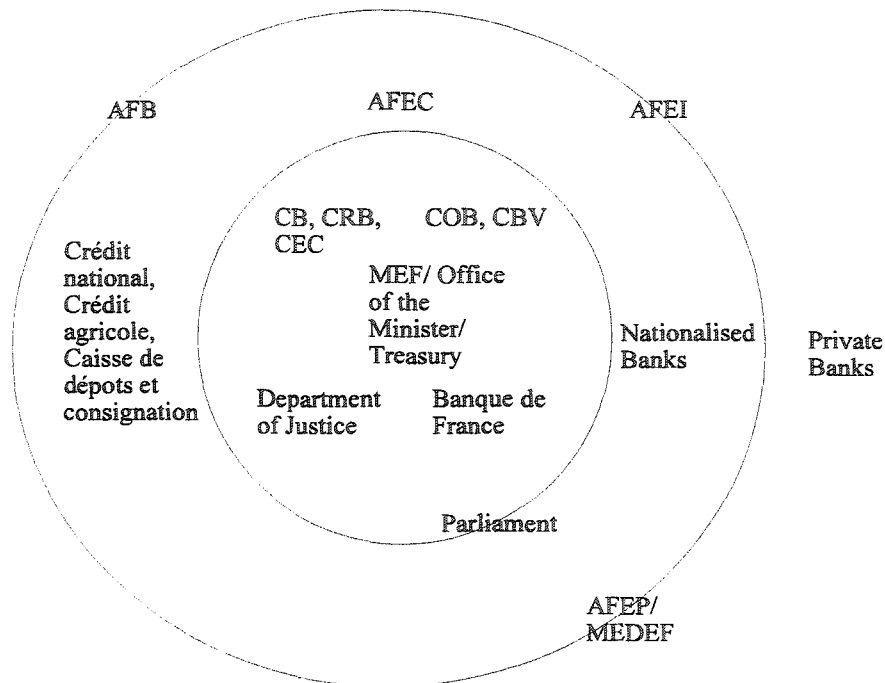 AFB
AFEC
AFEI
CB, CRB,
CEC
COB, CBV
Crédit
national,
Crédit
agricole,
Caisse de
dépots et
consignation
MEF/ Office
of the
Minister/
Treasury
Nationalised
Banks
Private
Banks
Department
of Justice
Banque de
France
Parliament
AFEP/
MEDEF